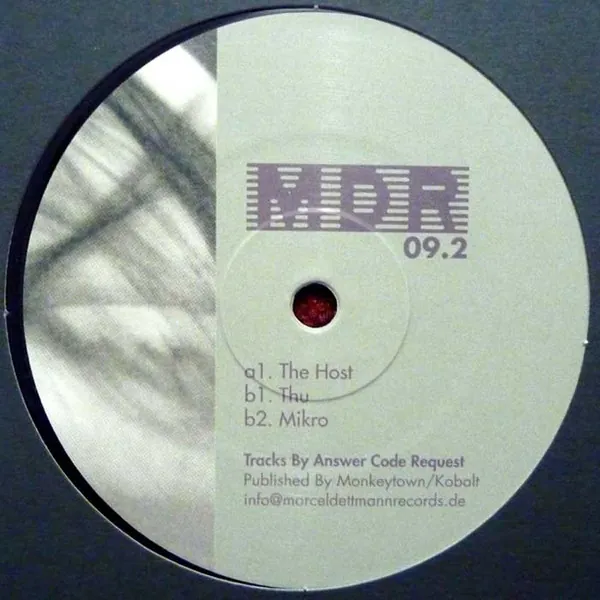 MDR
09.2
a1. The Host
b1. Thu
b2. Mikro
Tracks By Answer Code Request
Published By Monkeytown/Kobalt
info@marceldettmannrecords.de